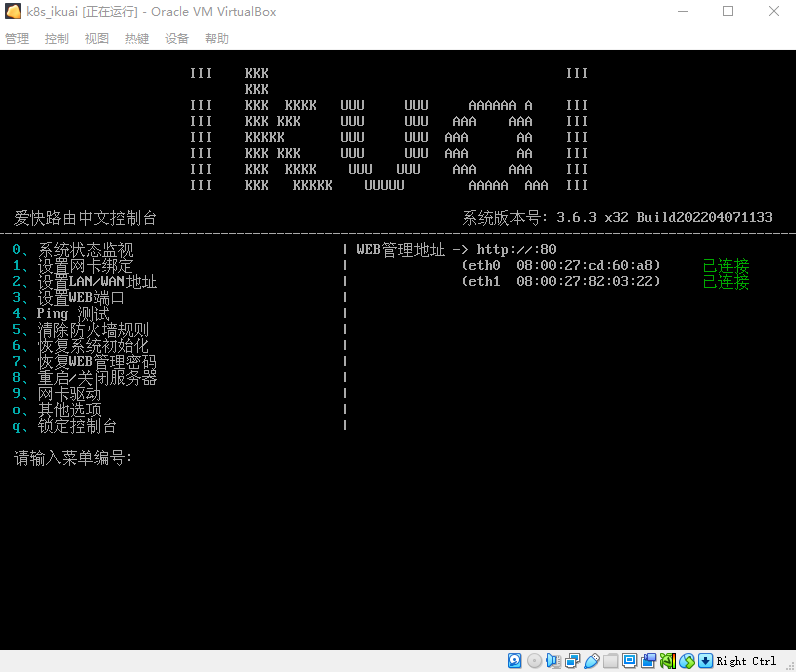 k8s_ikuai [正在运行] - Oracle VM VirtualBox
管理 控制 视图 热键 设备 帮助
III    KKK                                     III
       KKK
III    KKK  KKKK   UUU     UUU     AAAAAA A    III
III    KKK KKK     UUU     UUU   AAA    AAA    III
III    KKKKK       UUU     UUU  AAA      AA    III
III    KKK KKK     UUU     UUU  AAA      AA    III
III    KKK  KKKK    UUU   UUU    AAA    AAA    III
III    KKK   KKKKK    UUUUU        AAAAA  AAA  III
爱快路由中文控制台 系统版本号: 3.6.3 x32 Build202204071133
0、系统状态监视 | WEB管理地址 -> http://:80
1、设置网卡绑定 | (eth0 08:00:27:cd:60:a8) 已连接
2、设置LAN/WAN地址 | (eth1 08:00:27:82:03:22) 已连接
3、设置WEB端口 |
4、Ping 测试 |
5、清除防火墙规则 |
6、恢复系统初始化 |
7、恢复WEB管理密码 |
8、重启/关闭服务器 |
9、网卡驱动 |
o、其他选项 |
q、锁定控制台 |
请输入菜单编号:
Right Ctrl